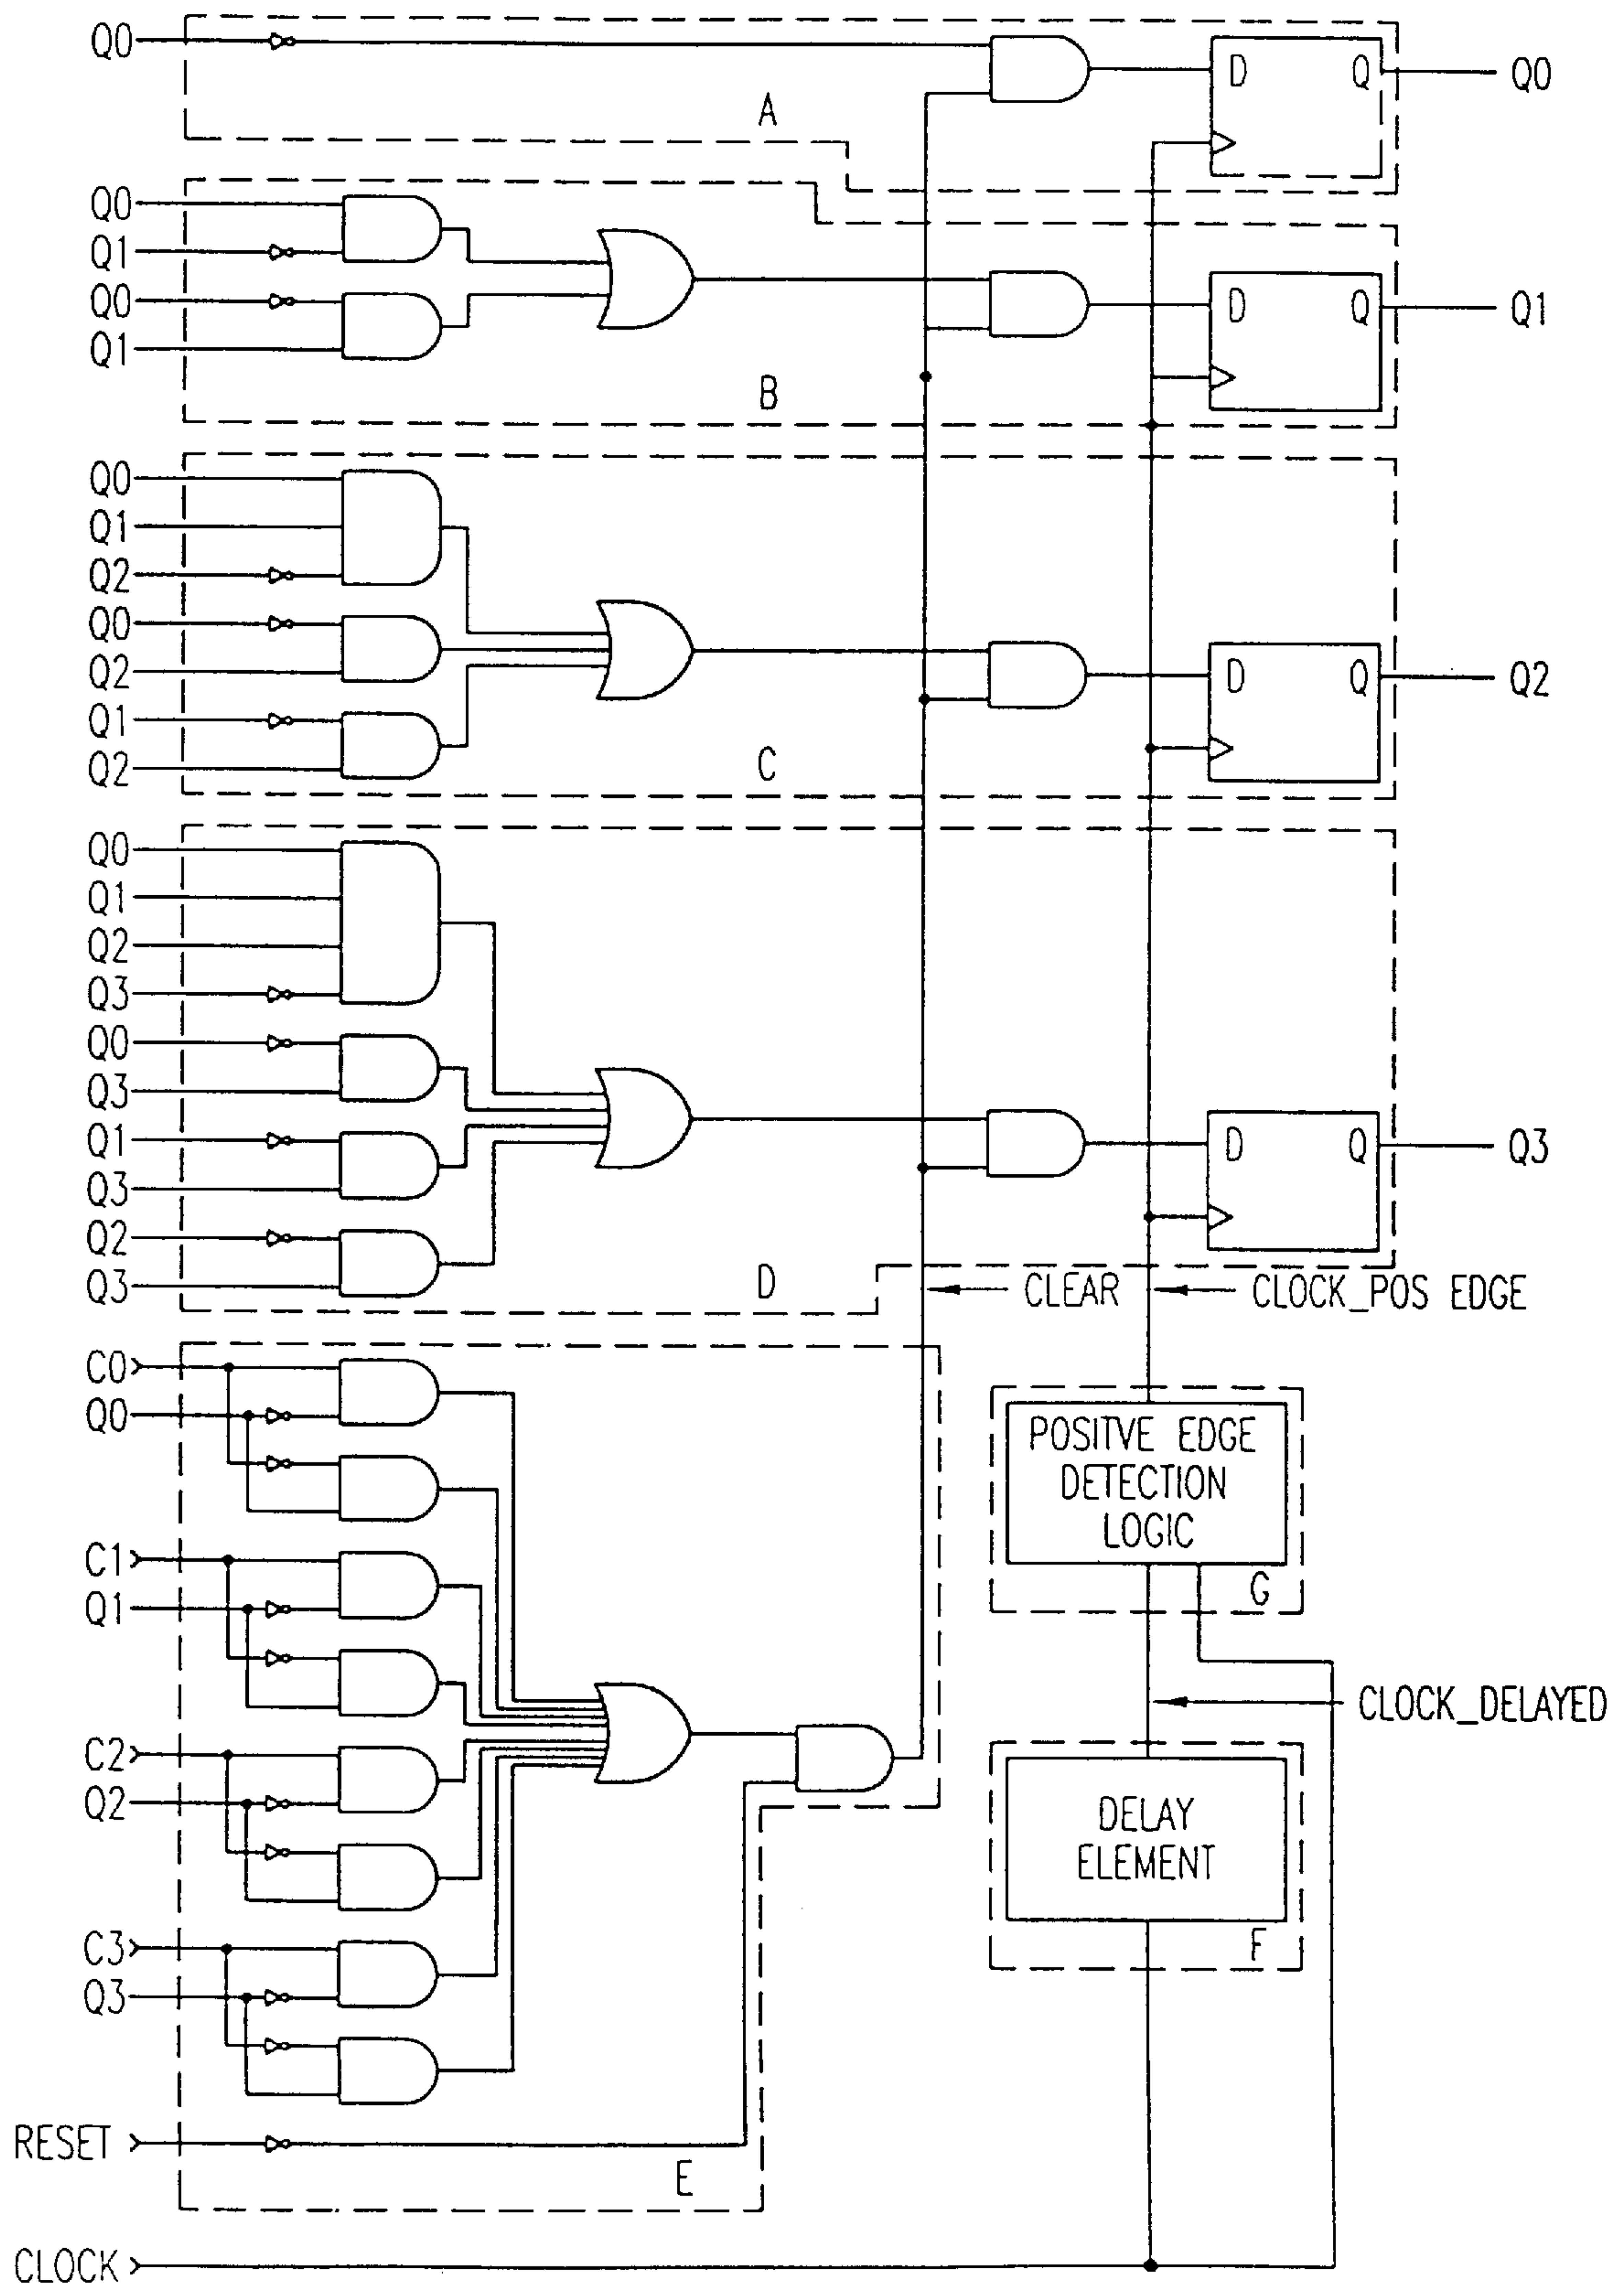 Q0
D Q
Q0
A
Q0
Q1
Q0
Q1
D Q
Q1
B
Q0
Q1
Q2
Q0
Q2
Q1
Q2
D Q
Q2
C
Q0
Q1
Q2
Q3
Q0
Q3
Q1
Q3
Q2
Q3
D Q
Q3
D
CLEAR
CLOCK_POS EDGE
C0
Q0
C1
Q1
C2
Q2
C3
Q3
RESET
E
POSITVE EDGE
DETECTION
LOGIC
G
CLOCK_DELAYED
DELAY
ELEMENT
F
CLOCK